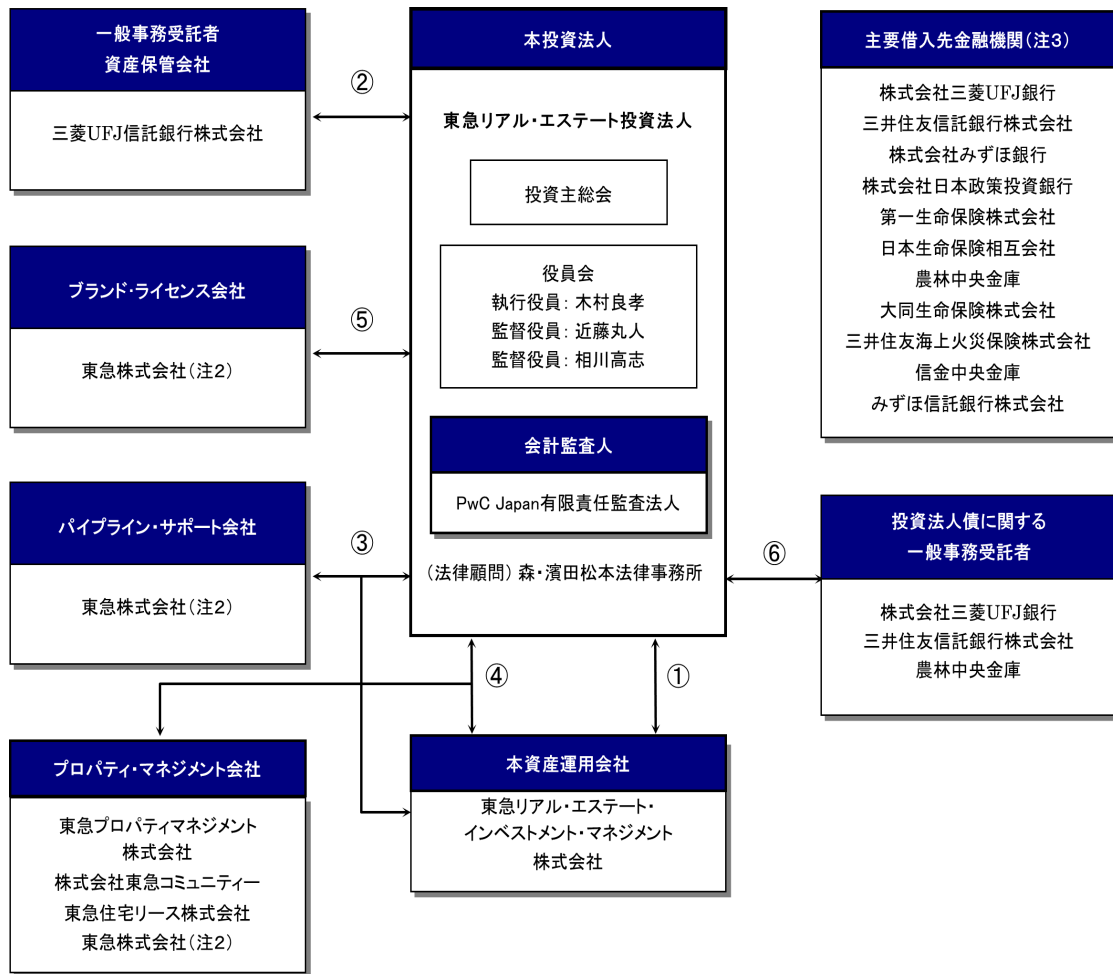 一般事務受託者
資産保管会社
三菱UFJ信託銀行株式会社
②
ブランド・ライセンス会社
東急株式会社(注2)
⑤
パイプライン・サポート会社
東急株式会社(注2)
③
プロパティ・マネジメント会社
東急プロパティマネジメント
株式会社
株式会社東急コミュニティー
東急住宅リース株式会社
東急株式会社(注2)
④
本投資法人
東急リアル・エステート投資法人
投資主総会
役員会
執行役員: 木村良孝
監督役員: 近藤丸人
監督役員: 相川高志
会計監査人
PwC Japan有限責任監査法人
(法律顧問) 森・濱田松本法律事務所
①
本資産運用会社
東急リアル・エステート・
インベストメント・マネジメント
株式会社
主要借入先金融機関(注3)
株式会社三菱UFJ銀行
三井住友信託銀行株式会社
株式会社みずほ銀行
株式会社日本政策投資銀行
第一生命保険株式会社
日本生命保険相互会社
農林中央金庫
大同生命保険株式会社
三井住友海上火災保険株式会社
信金中央金庫
みずほ信託銀行株式会社
⑥
投資法人債に関する
一般事務受託者
株式会社三菱UFJ銀行
三井住友信託銀行株式会社
農林中央金庫